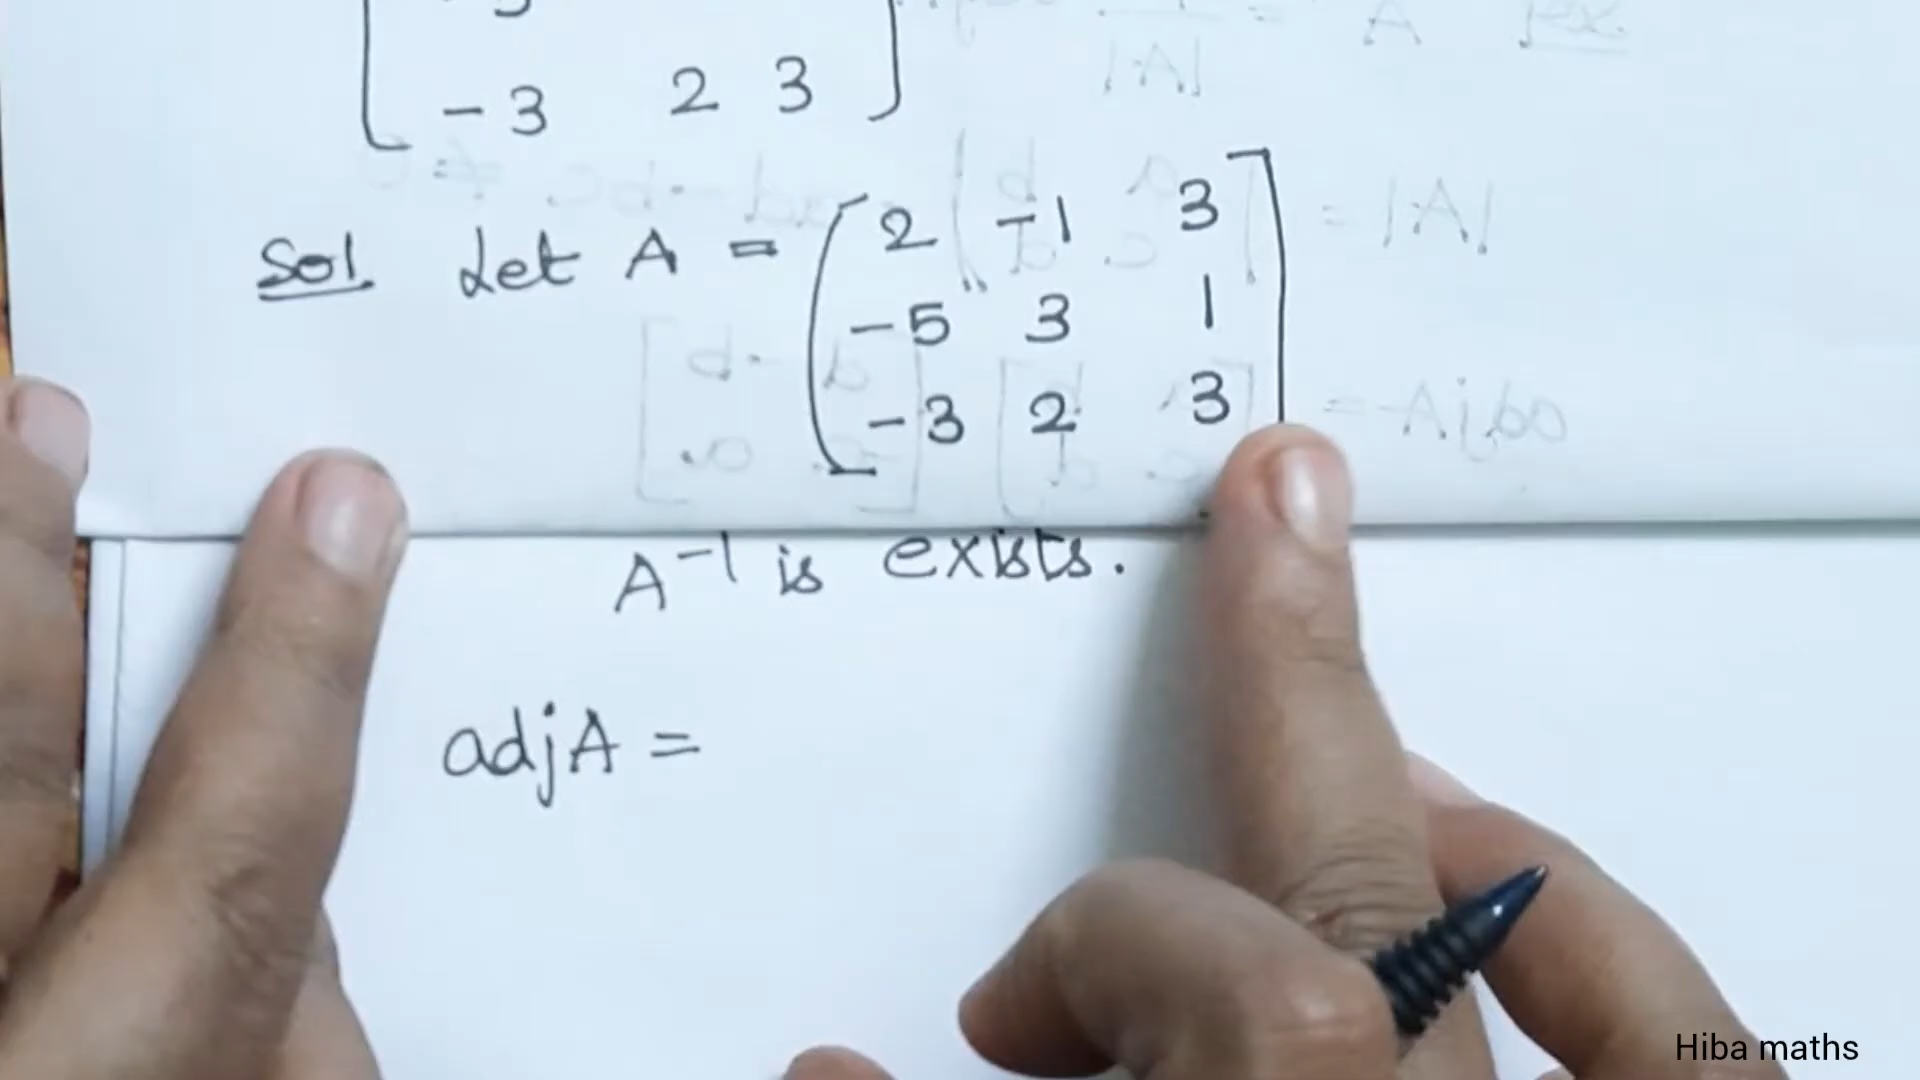 -3 2 3
Sol Let A = [2 -1 3
-5 3 1
-3 2 3]
A⁻¹ is exists.
adjA =
Hiba maths